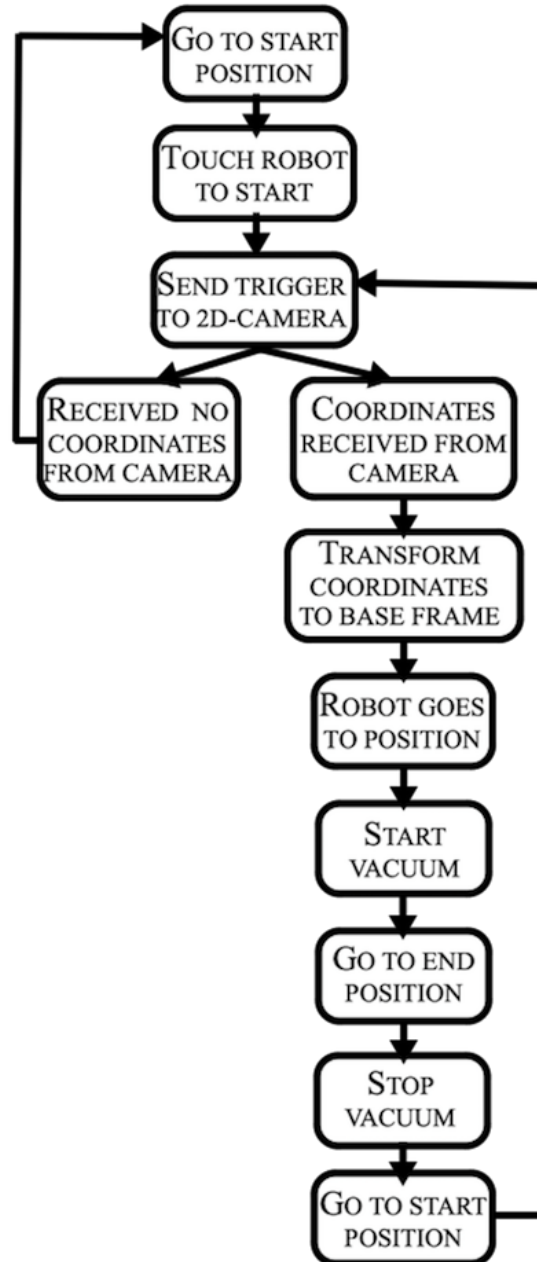 GO TO START
POSITION
TOUCH ROBOT
TO START
SEND TRIGGER
TO 2D-CAMERA
RECEIVED NO
COORDINATES
FROM CAMERA
COORDINATES
RECEIVED FROM
CAMERA
TRANSFORM
COORDINATES
TO BASE FRAME
ROBOT GOES
TO POSITION
START
VACUUM
GO TO END
POSITION
STOP
VACUUM
GO TO START
POSITION